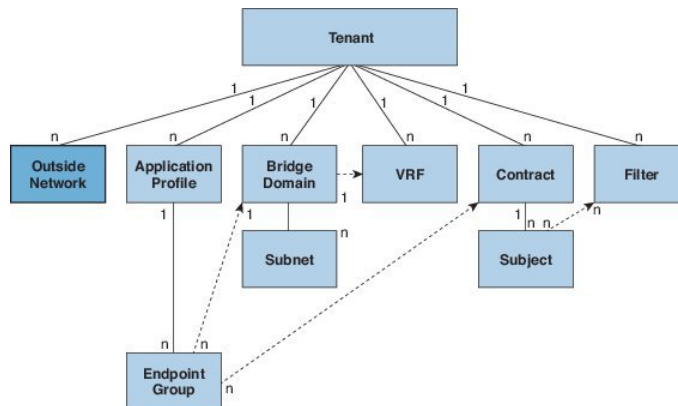 Tenant
1 1 1 1 1 1
n n n n n n
Outside Network
Application Profile
Bridge Domain
VRF
Contract
Filter
1 1 1 1 n n n
n
Subnet
Subject
n n
Endpoint Group
n